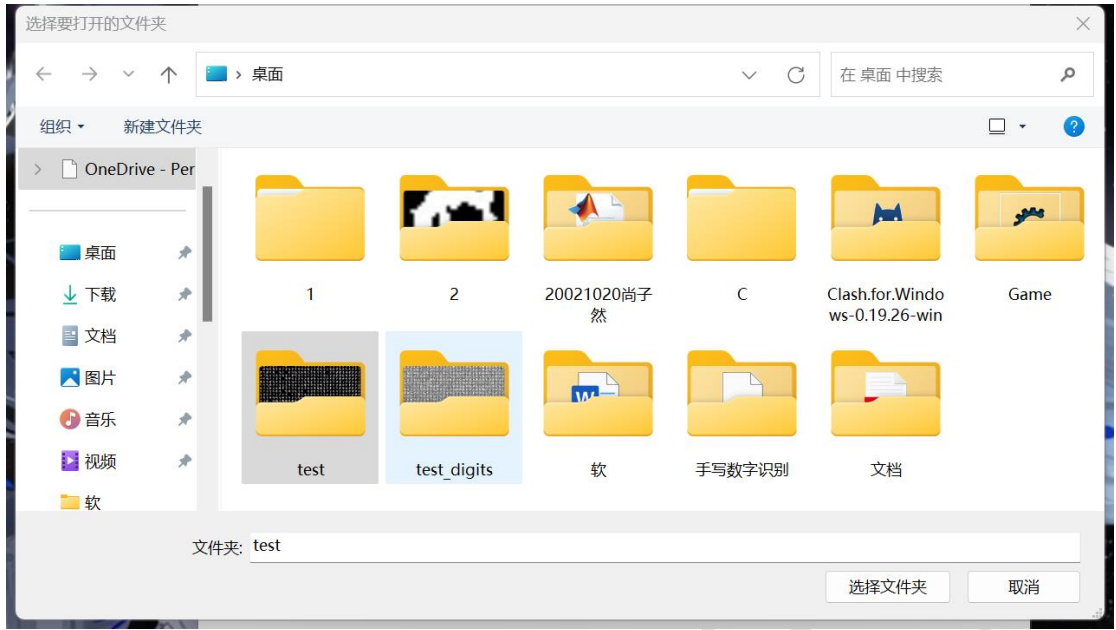 选择要打开的文件夹
桌面
在 桌面 中搜索
组织
新建文件夹
OneDrive - Per
桌面
下载
文档
图片
音乐
视频
软
1
2
20021020尚子
然
C
Clash.for.Windo
ws-0.19.26-win
Game
test
test_digits
软
手写数字识别
文档
文件夹:
test
选择文件夹
取消